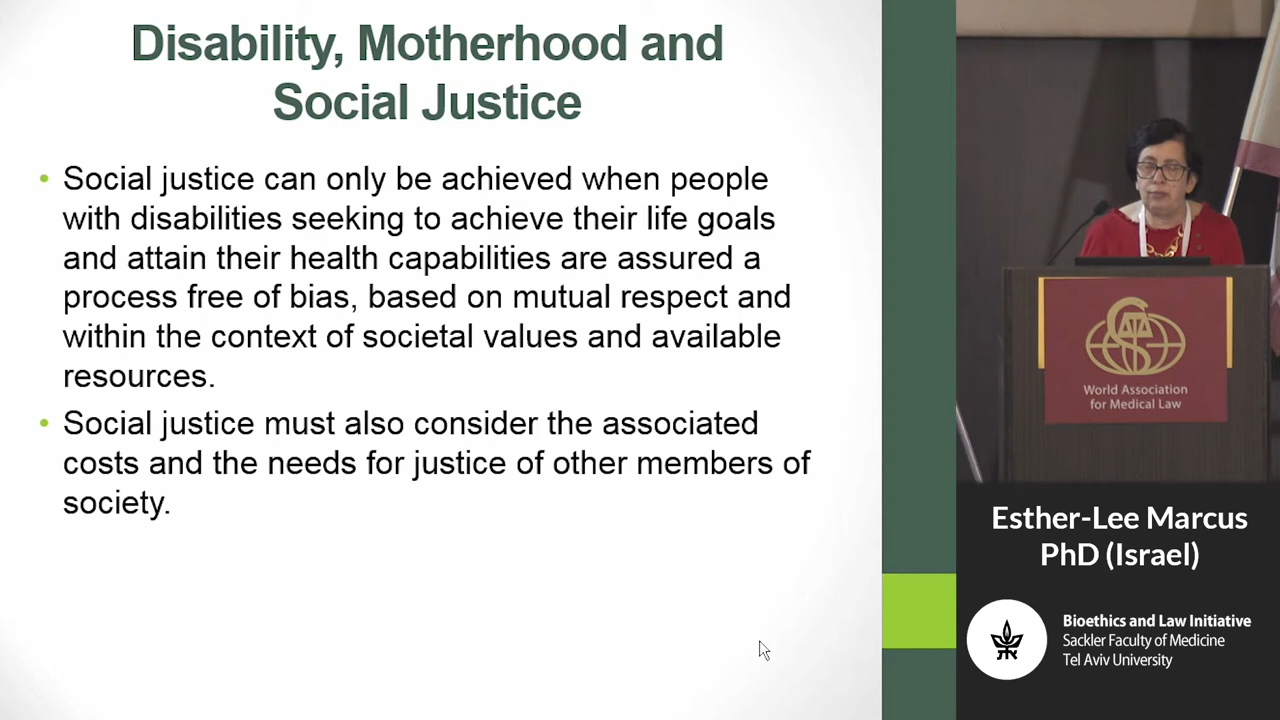 Disability, Motherhood and
Social Justice
• Social justice can only be achieved when people
with disabilities seeking to achieve their life goals
and attain their health capabilities are assured a
process free of bias, based on mutual respect and
within the context of societal values and available
resources.
• Social justice must also consider the associated
costs and the needs for justice of other members of
society.
World Association
for Medical Law
Esther-Lee Marcus
PhD (Israel)
Bioethics and Law Initiative
Sackler Faculty of Medicine
Tel Aviv University